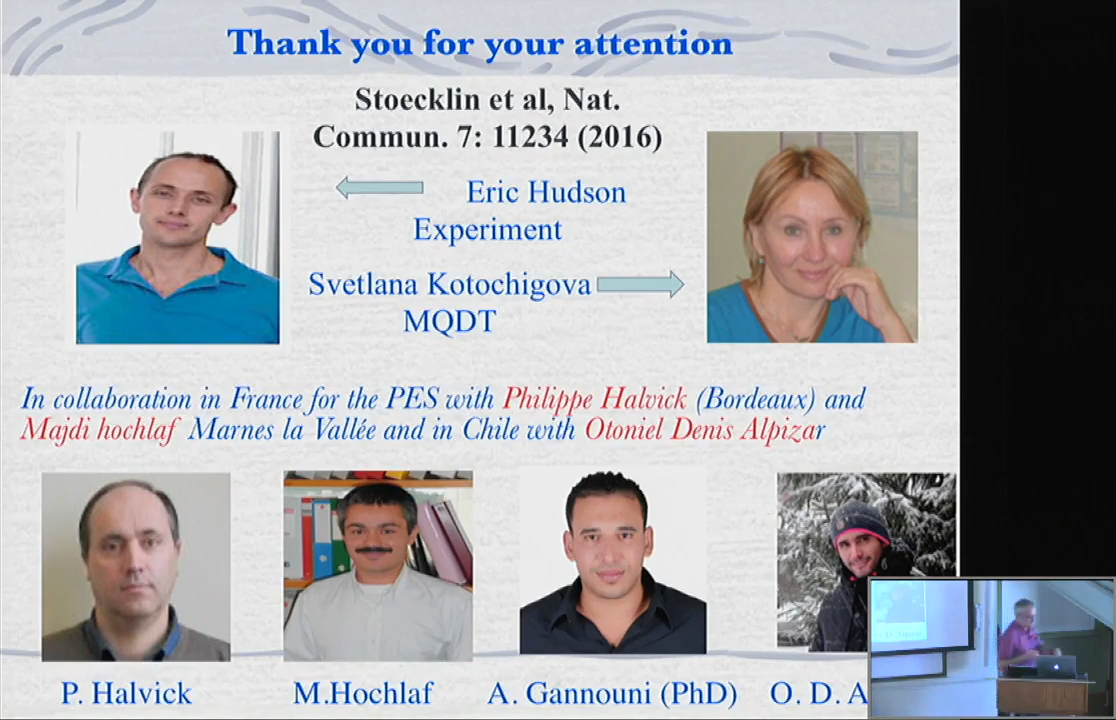 Thank you for your attention
Stoecklin et al, Nat.
Commun. 7: 11234 (2016)
Eric Hudson
Experiment
Svetlana Kotochigova
MQDT
In collaboration in France for the PES with Philippe Halvick (Bordeaux) and
Majdi hochlaf Marnes la Vallée and in Chile with Otoniel Denis Alpizar
P. Halvick
M.Hochlaf
A. Gannouni (PhD)
O. D. A